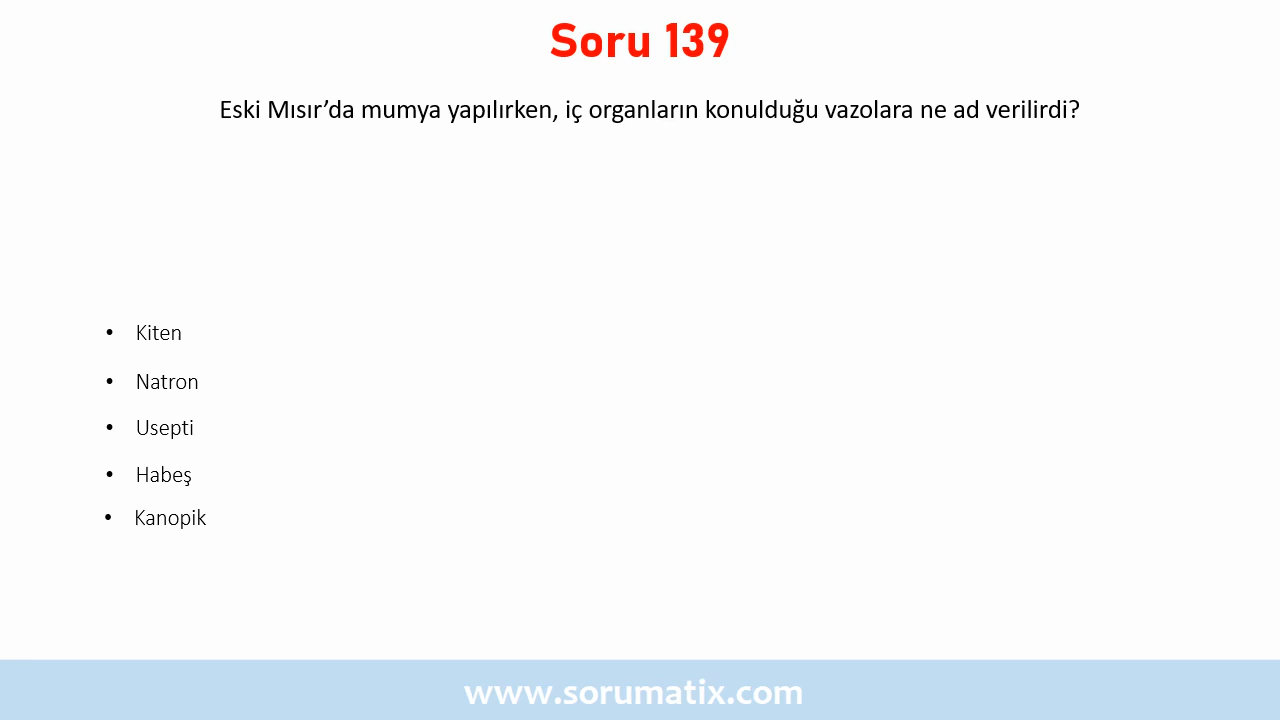 Soru 139
Eski Mısır’da mumya yapılırken, iç organların konulduğu vazolara ne ad verilirdi?
• Kiten
• Natron
• Usepti
• Habeş
• Kanopik
www.sorumatix.com